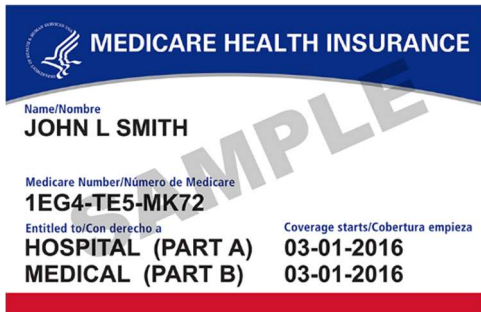 MEDICARE HEALTH INSURANCE
Name/Nombre
JOHN L SMITH
Medicare Number/Número de Medicare
1EG4-TE5-MK72
Entitled to/Con derecho a
Coverage starts/Cobertura empieza
HOSPITAL (PART A) 03-01-2016
MEDICAL (PART B) 03-01-2016
SAMPLE